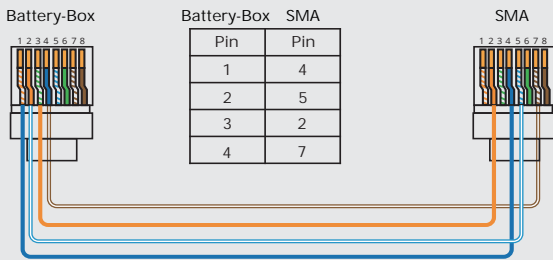 Battery-Box
Battery-Box SMA
SMA
1 2 3 4 5 6 7 8
Pin Pin
1 4
2 5
3 2
4 7
1 2 3 4 5 6 7 8